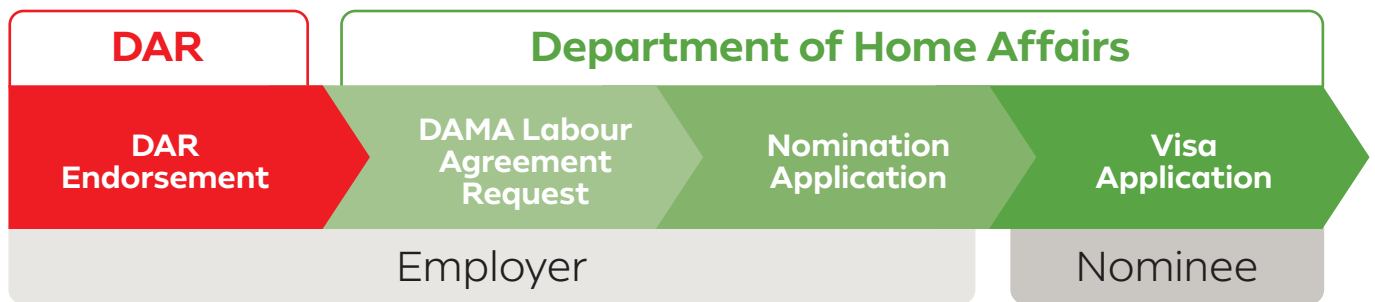 DAR
Department of Home Affairs
DAR
Endorsement
DAMA Labour
Agreement
Request
Nomination
Application
Visa
Application
Employer
Nominee